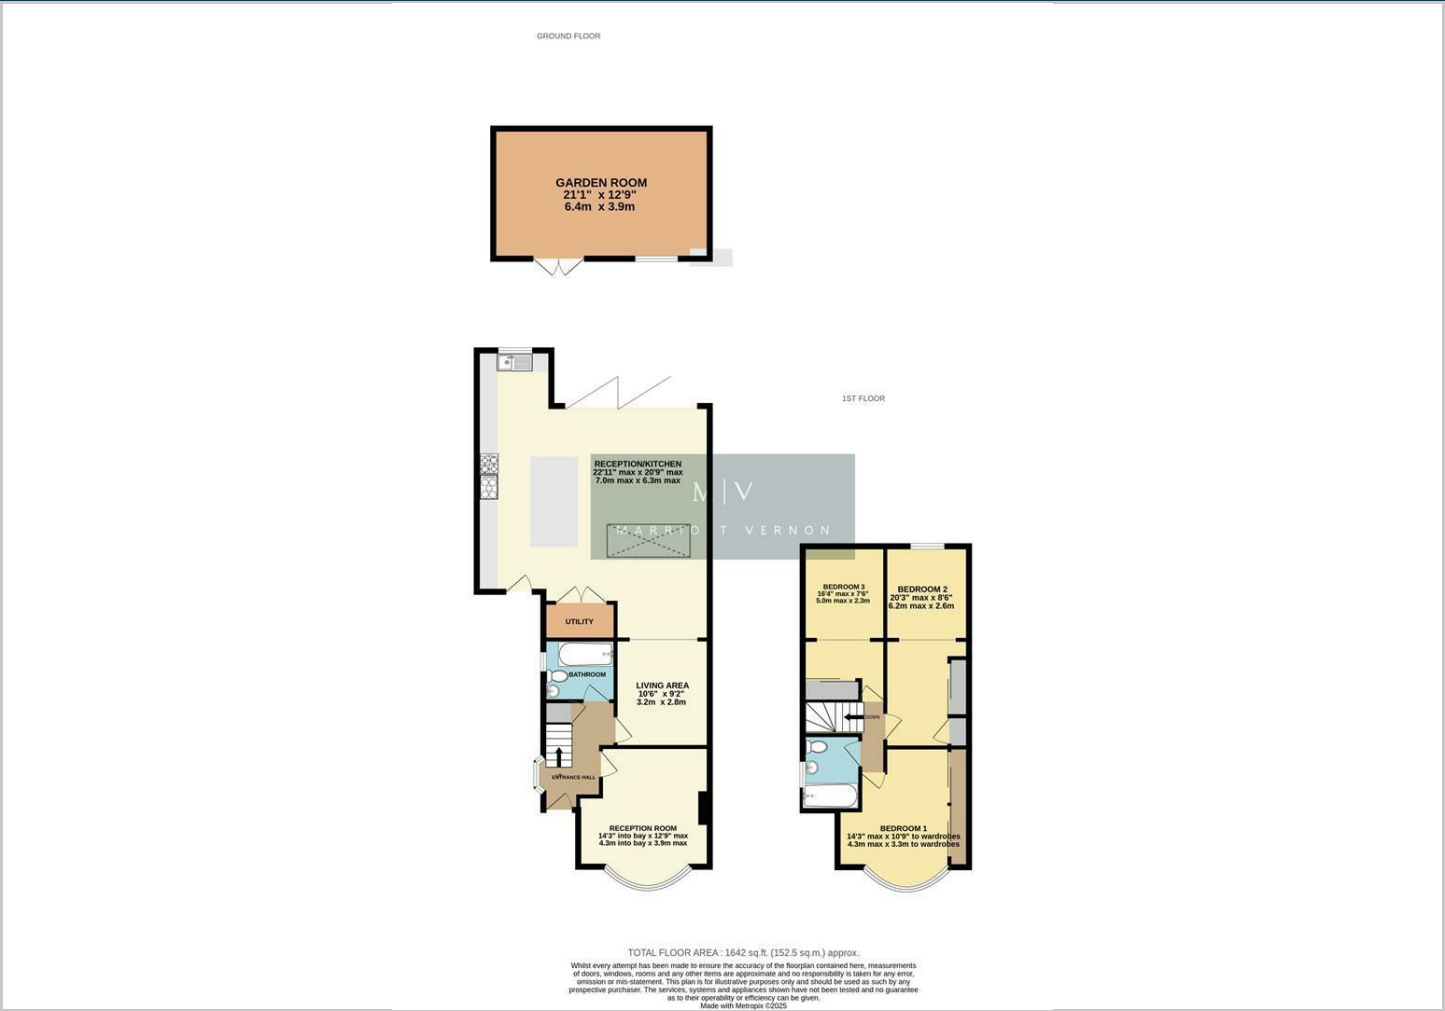 GROUND FLOOR
GARDEN ROOM
21'1" x 12'9"
6.4m x 3.9m
RECEPTION/KITCHEN
22'11" max x 20'9" max
7.0m max x 6.3m max
M|V
MARRIOTT VERNON
UTILITY
BATHROOM
LIVING AREA
10'6" x 9'2"
3.2m x 2.8m
UP
ENTRANCE HALL
RECEPTION ROOM
14'3" into bay x 12'9" max
4.3m into bay x 3.9m max
1ST FLOOR
BEDROOM 3
16'4" max x 7'6"
5.0m max x 2.3m
BEDROOM 2
20'3" max x 8'6"
6.2m max x 2.6m
DOWN
BEDROOM 1
14'3" max x 10'9" to wardrobes
4.3m max x 3.3m to wardrobes
TOTAL FLOOR AREA : 1642 sq.ft. (152.5 sq.m.) approx.
Whilst every attempt has been made to ensure the accuracy of the floorplan contained here, measurements
of doors, windows, rooms and any other items are approximate and no responsibility is taken for any error,
omission or mis-statement. This plan is for illustrative purposes only and should be used as such by any
prospective purchaser. The services, systems and appliances shown have not been tested and no guarantee
as to their operability or efficiency can be given.
Made with Metropix ©2025